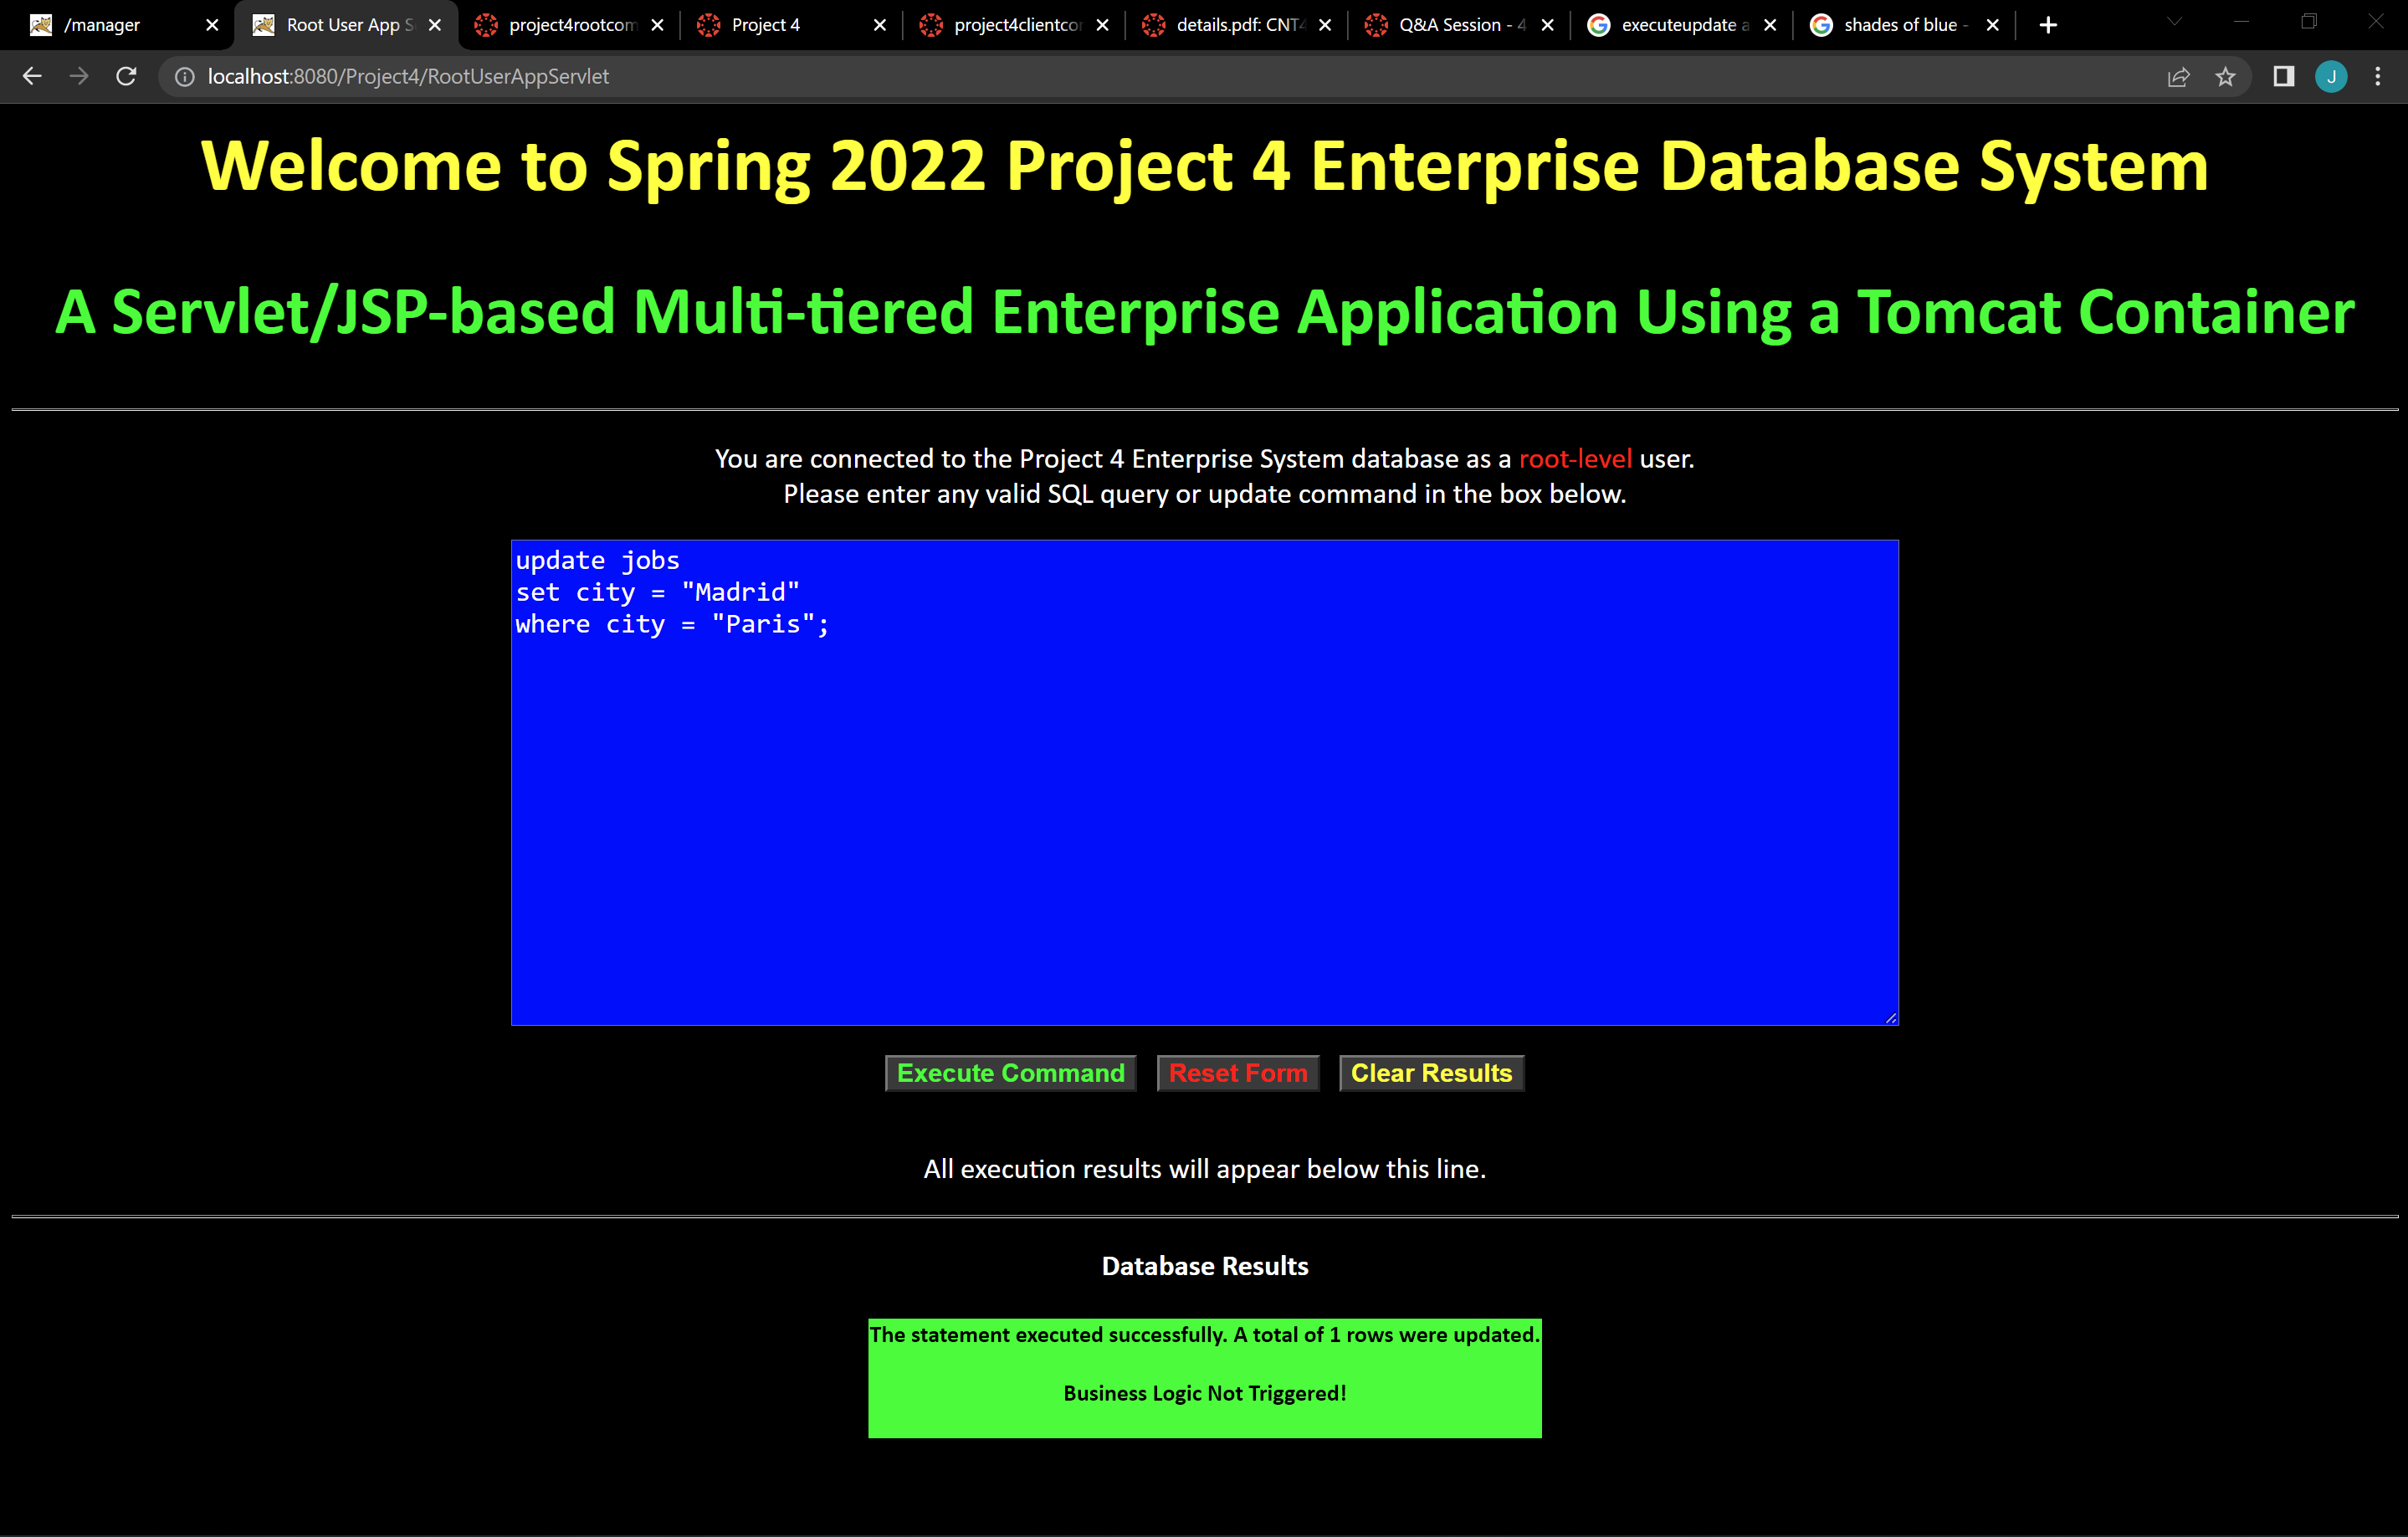 /manager
Root User App S
project4rootcom
Project 4
project4clientcor
details.pdf: CNT4
Q&A Session - 4
executeupdate a
shades of blue -
localhost:8080/Project4/RootUserAppServlet
J
Welcome to Spring 2022 Project 4 Enterprise Database System
A Servlet/JSP-based Multi-tiered Enterprise Application Using a Tomcat Container
You are connected to the Project 4 Enterprise System database as a root-level user.
Please enter any valid SQL query or update command in the box below.
update jobs
set city = "Madrid"
where city = "Paris";
Execute Command Reset Form Clear Results
All execution results will appear below this line.
Database Results
The statement executed successfully. A total of 1 rows were updated.
Business Logic Not Triggered!